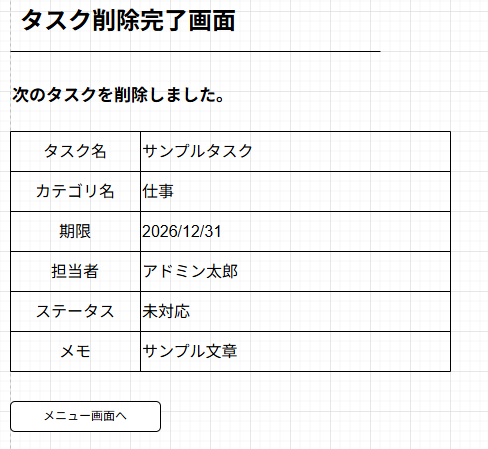 タスク削除完了画面
次のタスクを削除しました。
タスク名 サンプルタスク
カテゴリ名 仕事
期限 2026/12/31
担当者 アドミン太郎
ステータス 未対応
メモ サンプル文章
メニュー画面へ